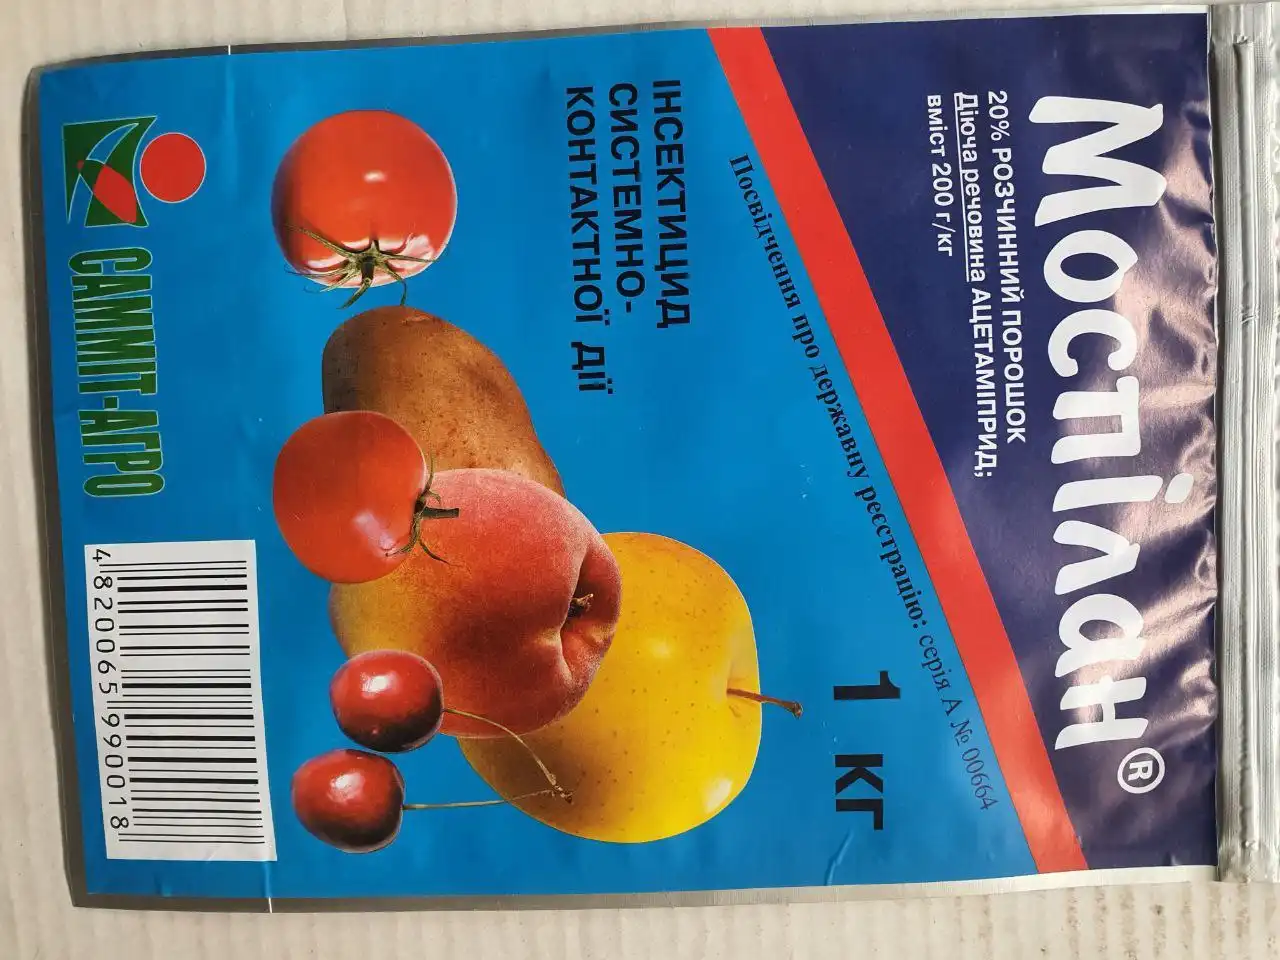 Моспілан®
20% РОЗЧИННИЙ ПОРОШОК
Діюча речовина АЦЕТАМІПРИД;
вміст 200 г/кг
Посвідчення про державну реєстрацію: серія А № 00664
1 КГ
ІНСЕКТИЦИД
СИСТЕМНО-
КОНТАКТНОЇ ДІЇ
САММІТ-АГРО
4 820065 990018